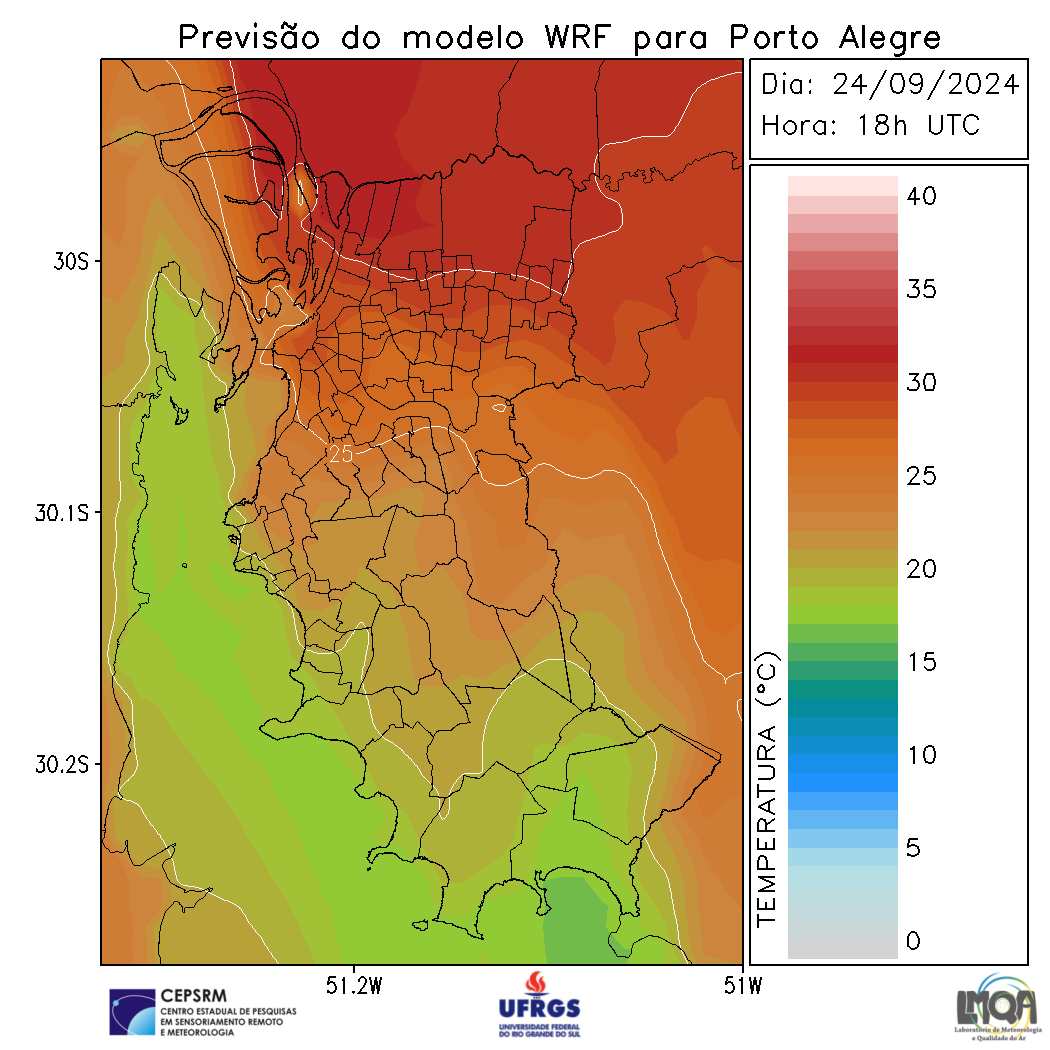 Previsão do modelo WRF para Porto Alegre
Dia: 24/09/2024
Hora: 18h UTC
40
35
30
25
20
15
10
5
0
TEMPERATURA (°C)
30S
30.1S
30.2S
25
51.2W
51W
CEPSRM
CENTRO ESTADUAL DE PESQUISAS
EM SENSORIAMENTO REMOTO
E METEOROLOGIA
UFRGS
UNIVERSIDADE FEDERAL
DO RIO GRANDE DO SUL
LMQA
Laboratório de Meteorologia
e Qualidade do Ar